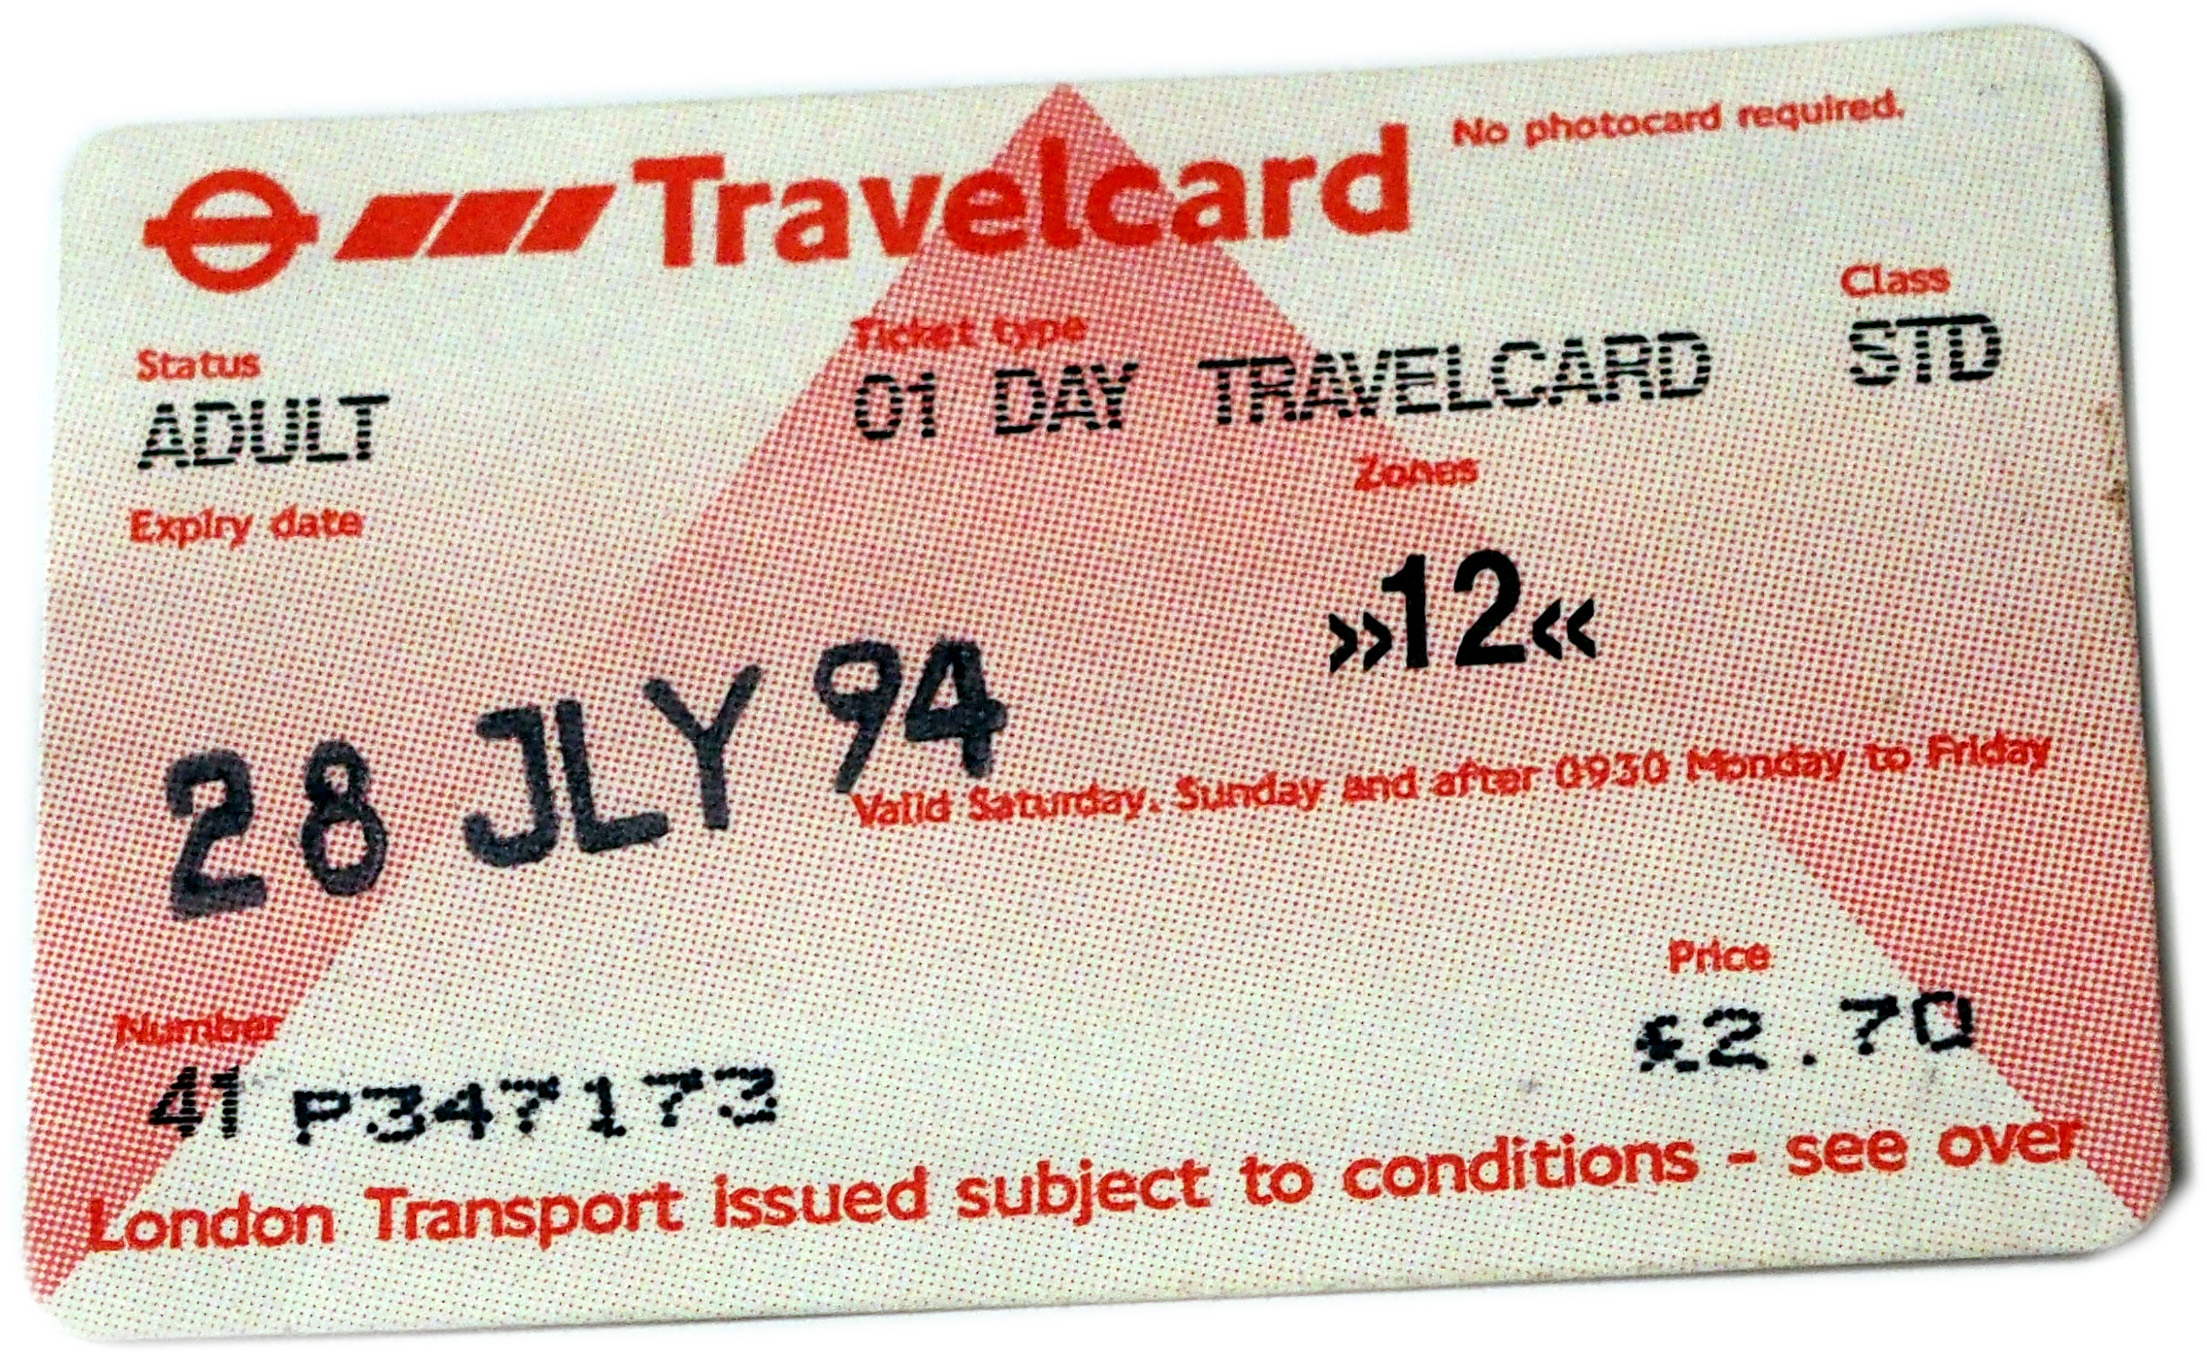 Travelcard No photocard required.
Class
Status Ticket type
ADULT 01 DAY TRAVELCARD STD
Expiry date Zones
»12«
28 JLY 94
Valid Saturday, Sunday and after 0930 Monday to Friday
Price
Number £2.70
41 P347173
London Transport issued subject to conditions - see over